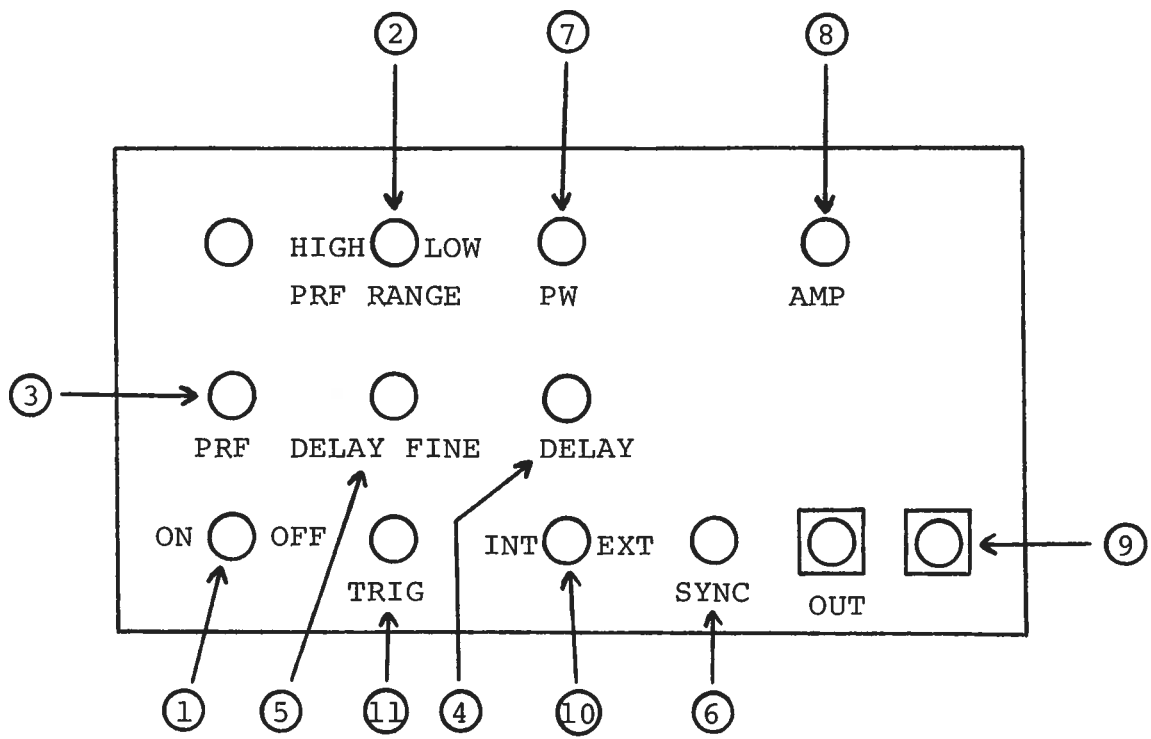 2 7 8
HIGH LOW
PRF RANGE PW AMP
3
PRF DELAY FINE DELAY
ON OFF INT EXT
TRIG SYNC OUT
9
1 5 11 4 10 6